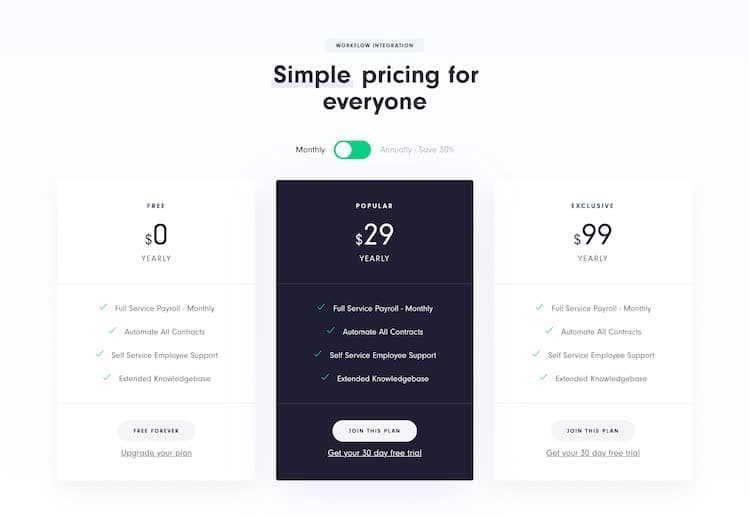 WORKFLOW INTEGRATION
Simple pricing for
everyone
Monthly Annually - Save 30%
FREE
$0
YEARLY
Full Service Payroll - Monthly
Automate All Contracts
Self Service Employee Support
Extended Knowledgebase
FREE FOREVER
Upgrade your plan
POPULAR
$29
YEARLY
Full Service Payroll - Monthly
Automate All Contracts
Self Service Employee Support
Extended Knowledgebase
JOIN THIS PLAN
Get your 30 day free trial
EXCLUSIVE
$99
YEARLY
Full Service Payroll - Monthly
Automate All Contracts
Self Service Employee Support
Extended Knowledgebase
JOIN THIS PLAN
Get your 30 day free trial